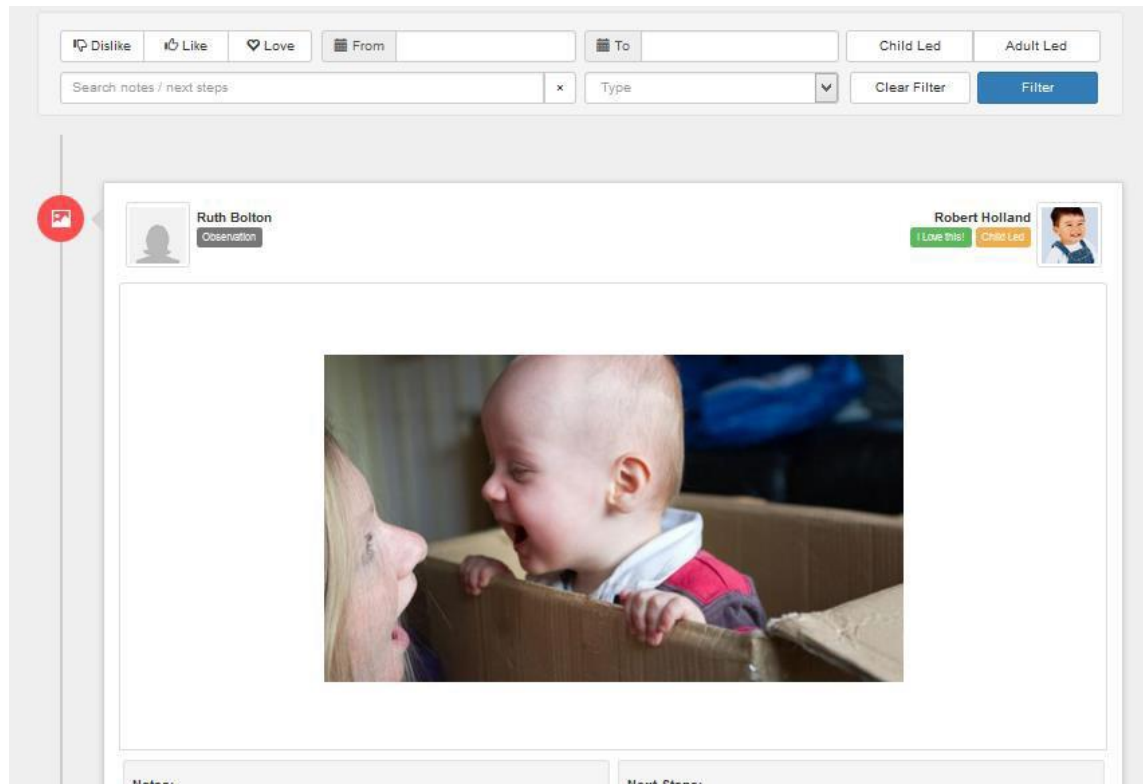 Dislike Like Love From To Child Led Adult Led
Search notes / next steps × Type Clear Filter Filter
Ruth Bolton
Observation
Robert Holland
I Love this! Child Led
Notes: Next Steps: